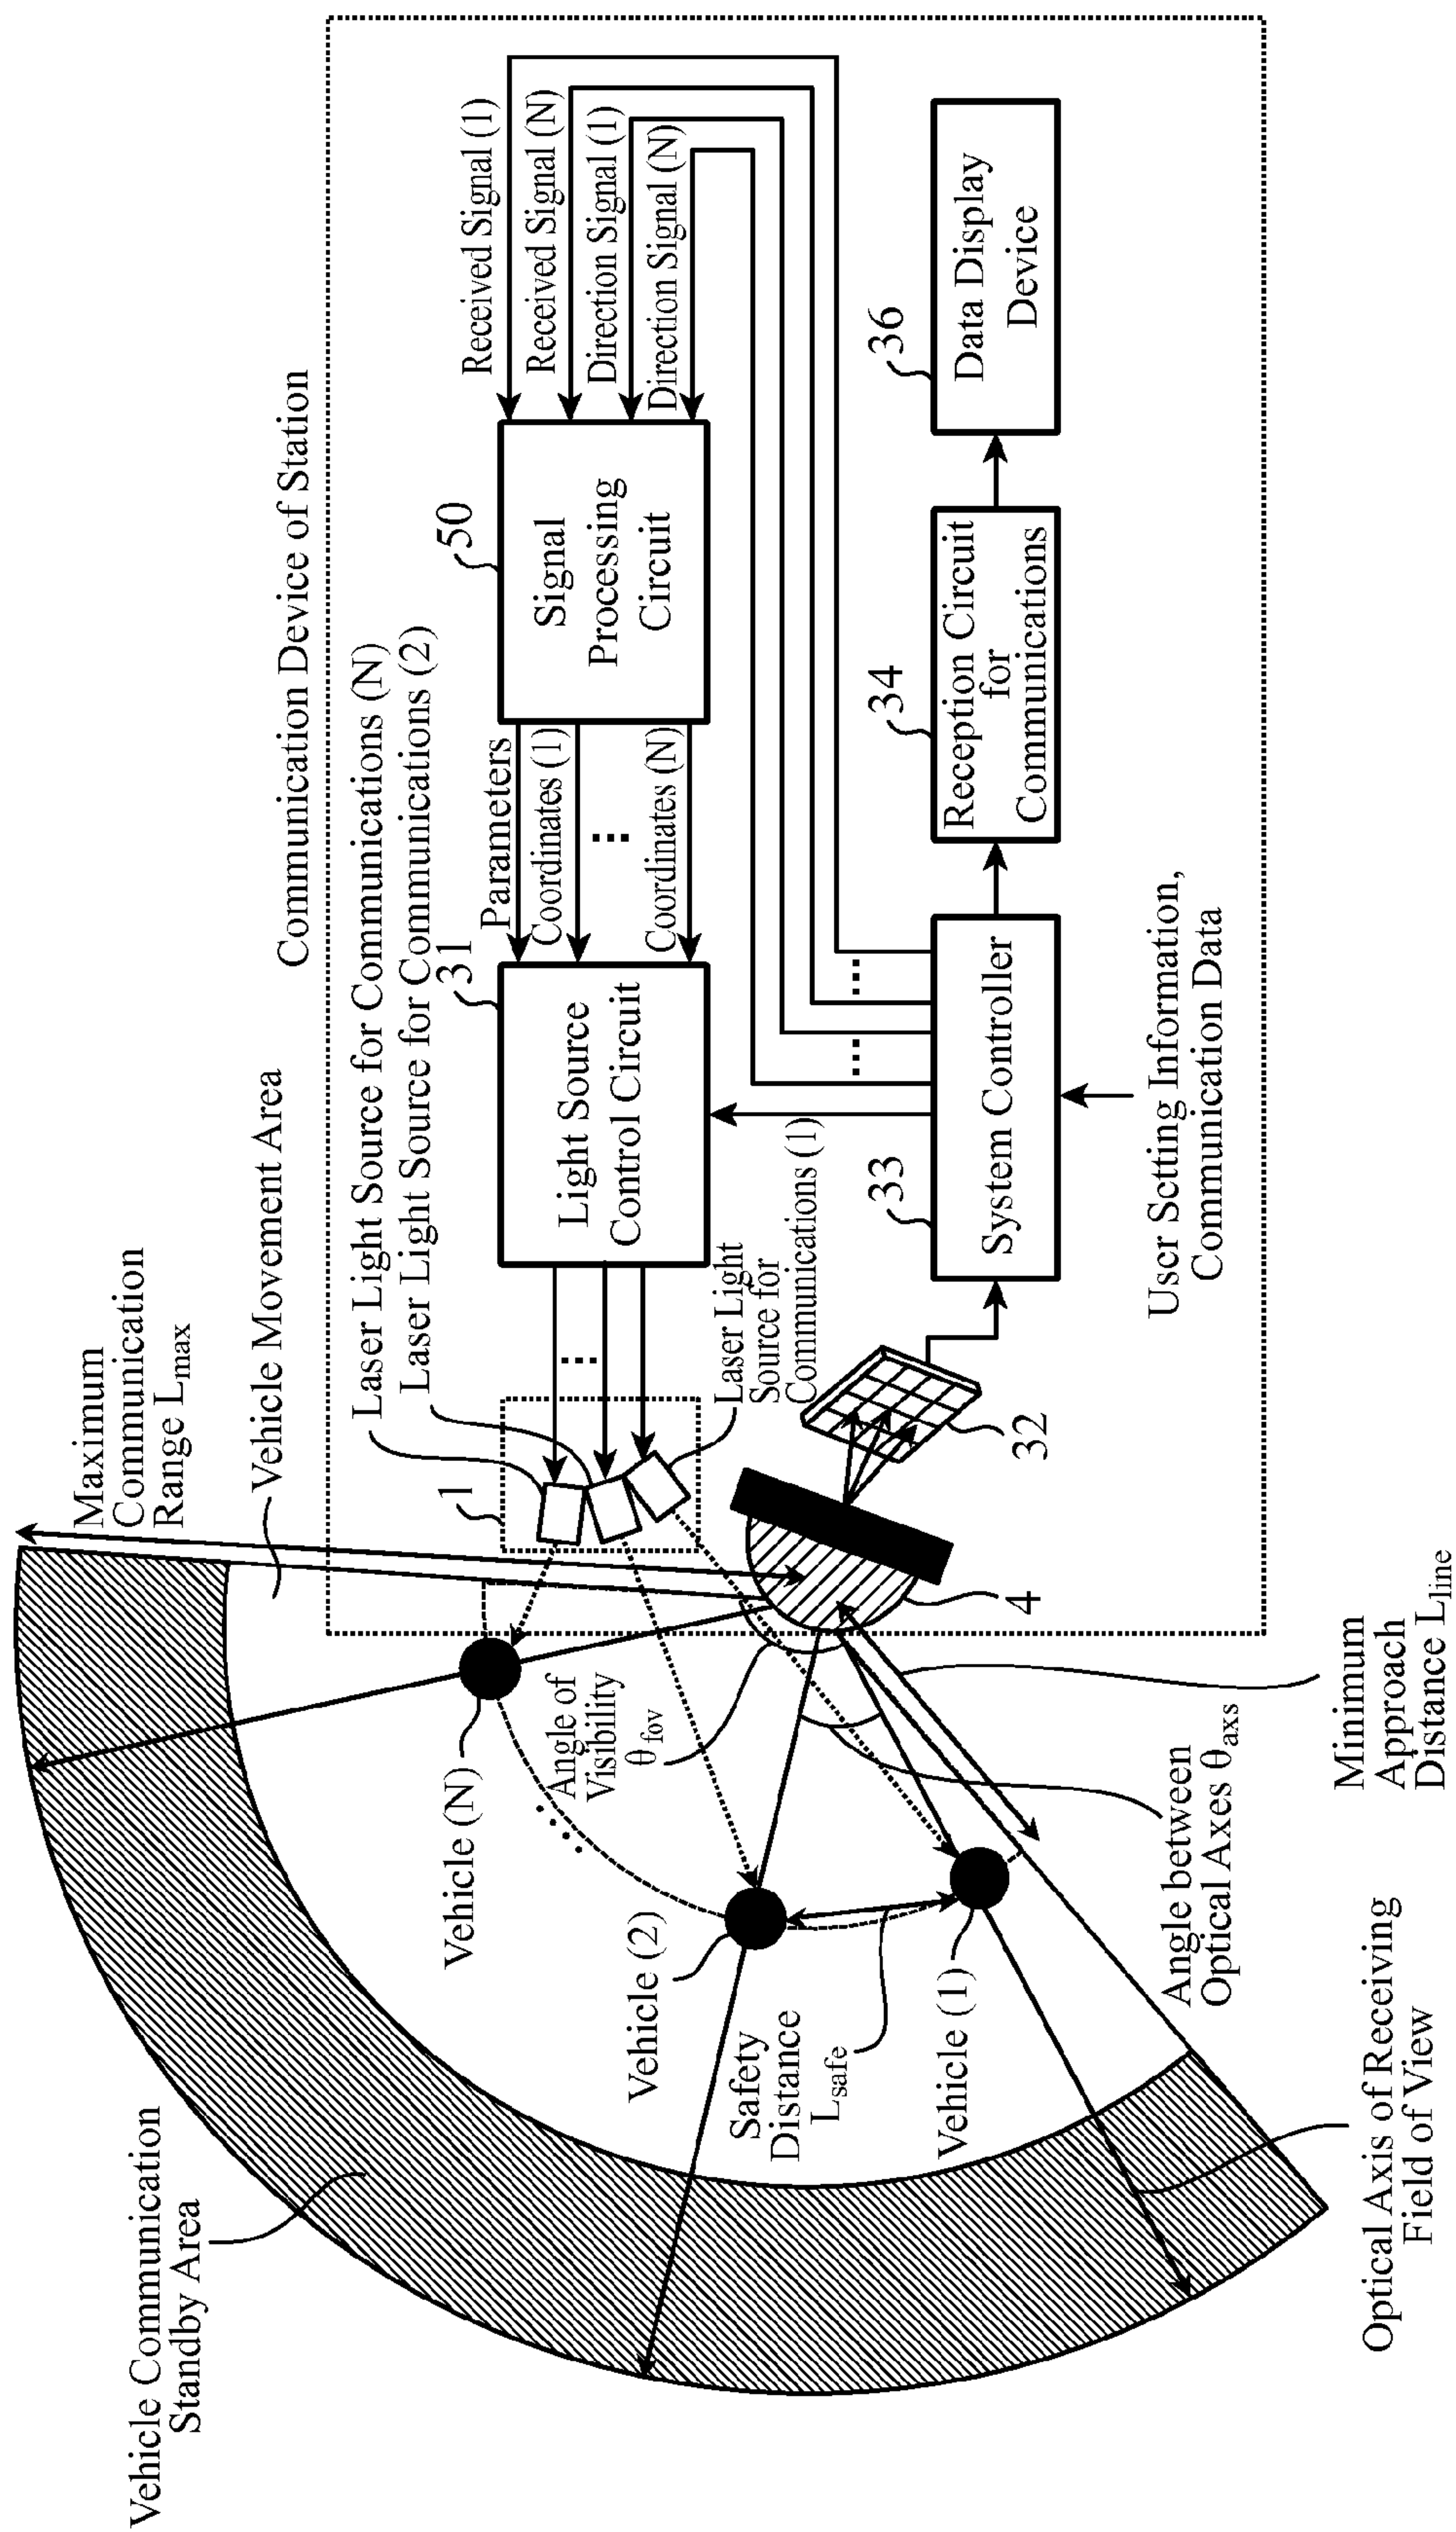 Vehicle Communication
Standby Area
Maximum
Communication
Range Lmax
Vehicle Movement Area
Communication Device of Station
Laser Light Source for Communications (N)
Laser Light Source for Communications (2)
1
31
50
Received Signal (1)
Received Signal (N)
Direction Signal (1)
Direction Signal (N)
Parameters
Coordinates (1)
Coordinates (N)
Light Source
Control Circuit
Signal
Processing
Circuit
Vehicle (N)
Angle of
Visibility
θfov
Laser Light
Source for
Communications (1)
Vehicle (2)
Safety
Distance
Lsafe
Vehicle (1)
4
32
33
34
36
System Controller
Reception Circuit
for
Communications
Data Display
Device
User Setting Information,
Communication Data
Angle between
Optical Axes θaxs
Minimum
Approach
Distance Lline
Optical Axis of Receiving
Field of View